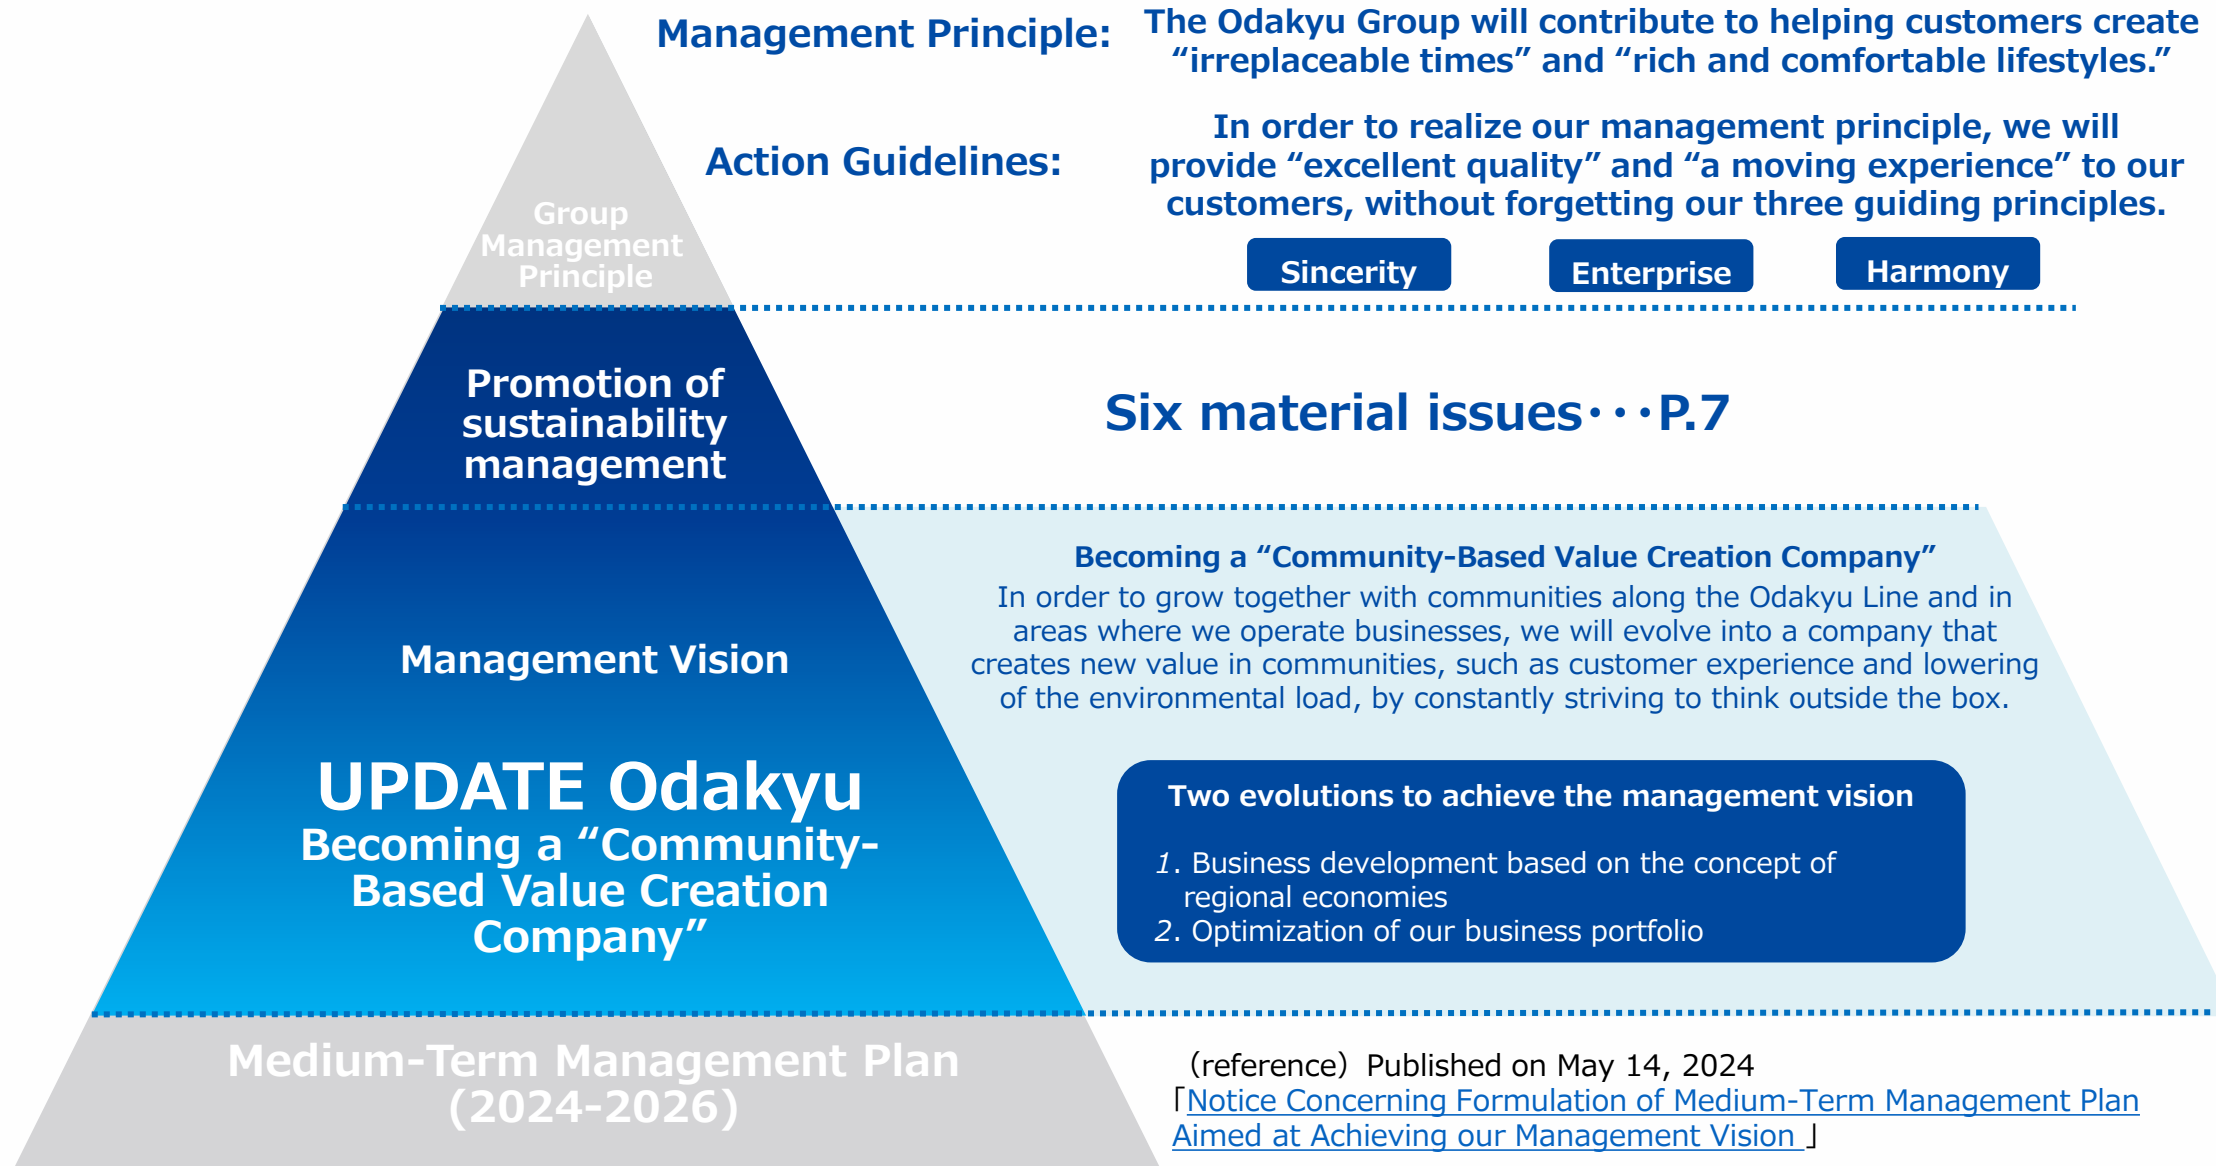 Management Principle:
The Odakyu Group will contribute to helping customers create
“irreplaceable times” and “rich and comfortable lifestyles.”
Action Guidelines:
In order to realize our management principle, we will
provide “excellent quality” and “a moving experience” to our
customers, without forgetting our three guiding principles.
Sincerity
Enterprise
Harmony
Group
Management
Principle
Promotion of
sustainability
management
Six material issues・・・P.7
Management Vision
UPDATE Odakyu
Becoming a “Community-
Based Value Creation
Company”
Becoming a “Community-Based Value Creation Company”
In order to grow together with communities along the Odakyu Line and in
areas where we operate businesses, we will evolve into a company that
creates new value in communities, such as customer experience and lowering
of the environmental load, by constantly striving to think outside the box.
Two evolutions to achieve the management vision
1. Business development based on the concept of
regional economies
2. Optimization of our business portfolio
Medium-Term Management Plan
(2024-2026)
（reference）Published on May 14, 2024
「Notice Concerning Formulation of Medium-Term Management Plan
Aimed at Achieving our Management Vision 」